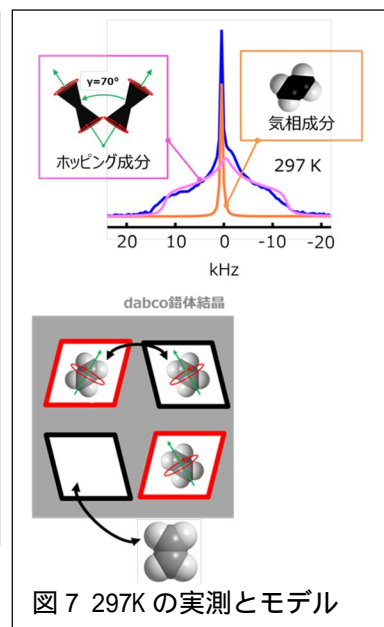 γ=70°
ホッピング成分
気相成分
297 K
20 10 0 -10 -20
kHz
dabco錯体結晶
図 7 297K の実測とモデル